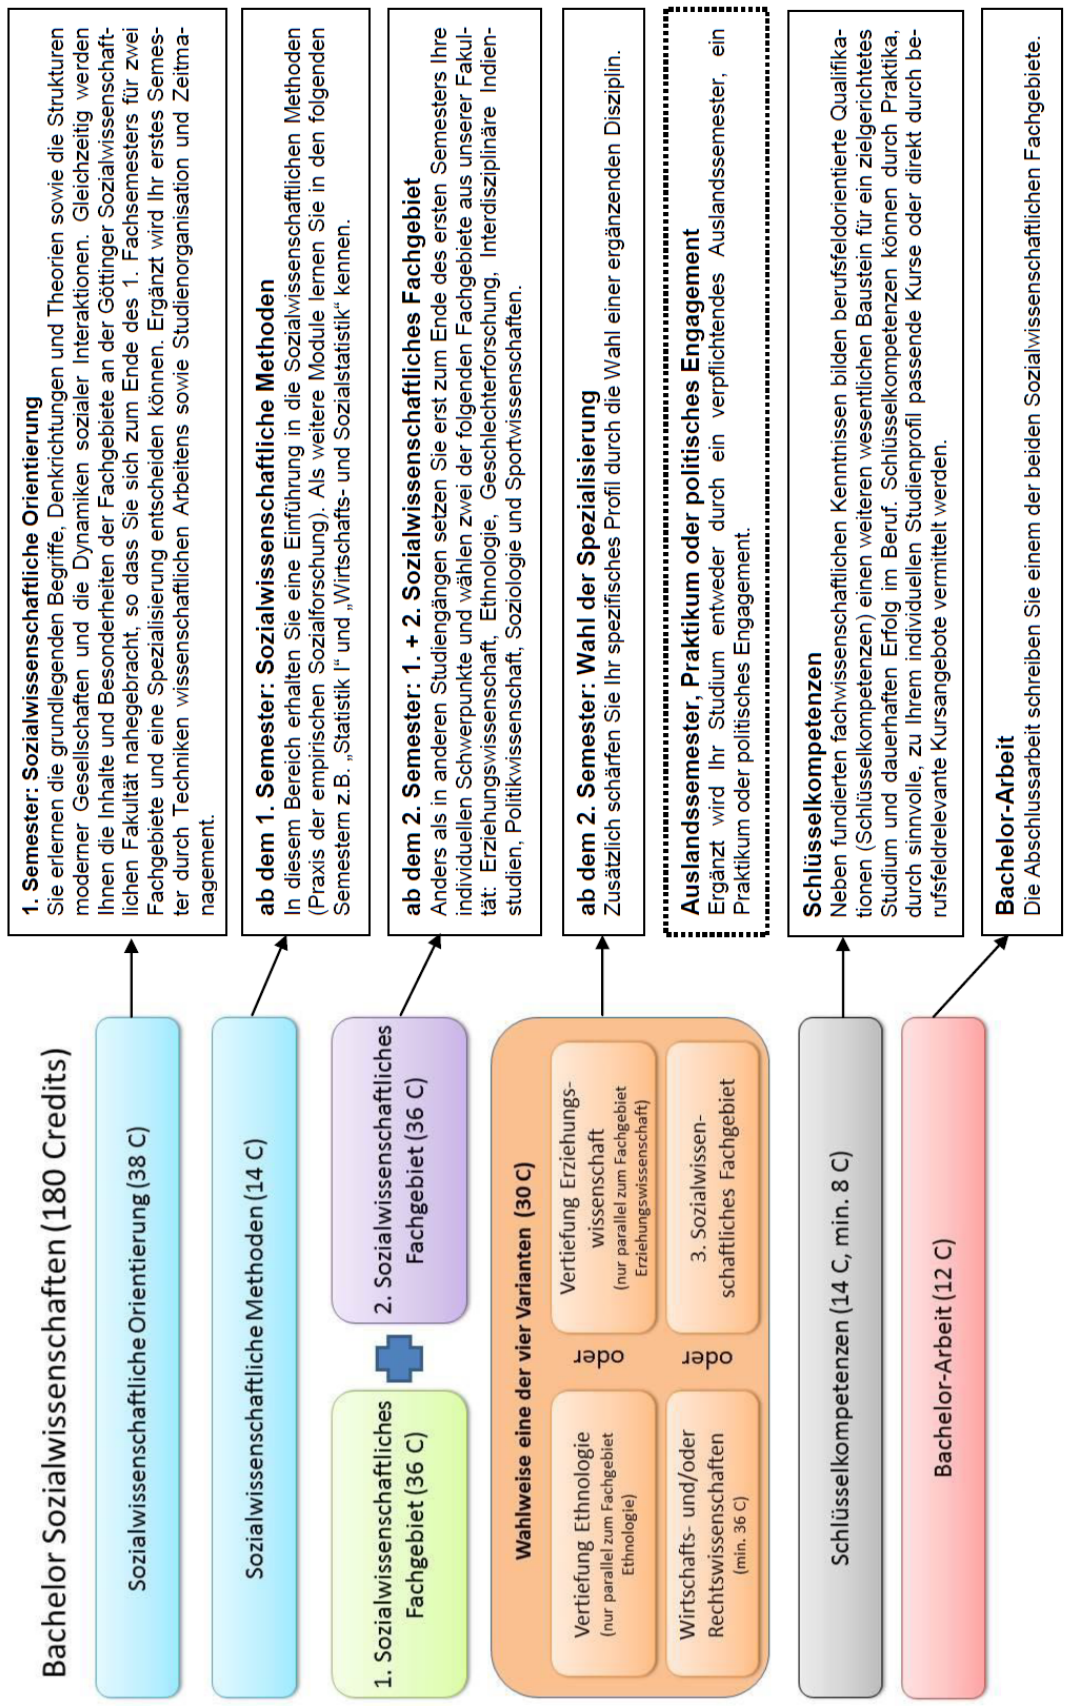 Bachelor Sozialwissenschaften (180 Credits)
Sozialwissenschaftliche Orientierung (38 C)
Sozialwissenschaftliche Methoden (14 C)
1. Sozialwissenschaftliches
Fachgebiet (36 C)
2. Sozialwissenschaftliches
Fachgebiet (36 C)
Wahlweise eine der vier Varianten (30 C)
Vertiefung Ethnologie
(nur parallel zum Fachgebiet
Ethnologie)
oder
Vertiefung Erziehungs-
wissenschaft
(nur parallel zum Fachgebiet
Erziehungswissenschaft)
Wirtschafts- und/oder
Rechtswissenschaften
(min. 36 C)
oder
3. Sozialwissen-
schaftliches Fachgebiet
Schlüsselkompetenzen (14 C, min. 8 C)
Bachelor-Arbeit (12 C)
1. Semester: Sozialwissenschaftliche Orientierung
Sie erlernen die grundlegenden Begriffe, Denkrichtungen und Theorien sowie die Strukturen
moderner Gesellschaften und die Dynamiken sozialer Interaktionen. Gleichzeitig werden
Ihnen die Inhalte und Besonderheiten der Fachgebiete an der Göttinger Sozialwissenschaft-
lichen Fakultät nahegebracht, so dass Sie sich zum Ende des 1. Fachsemesters für zwei
Fachgebiete und eine Spezialisierung entscheiden können. Ergänzt wird Ihr erstes Semes-
ter durch Techniken wissenschaftlichen Arbeitens sowie Studienorganisation und Zeitma-
nagement.
ab dem 1. Semester: Sozialwissenschaftliche Methoden
In diesem Bereich erhalten Sie eine Einführung in die Sozialwissenschaftlichen Methoden
(Praxis der empirischen Sozialforschung). Als weitere Module lernen Sie in den folgenden
Semestern z.B. „Statistik I“ und „Wirtschafts- und Sozialstatistik“ kennen.
ab dem 2. Semester: 1. + 2. Sozialwissenschaftliches Fachgebiet
Anders als in anderen Studiengängen setzen Sie erst zum Ende des ersten Semesters Ihre
individuellen Schwerpunkte und wählen zwei der folgenden Fachgebiete aus unserer Fakul-
tät: Erziehungswissenschaft, Ethnologie, Geschlechterforschung, Interdisziplinäre Indien-
studien, Politikwissenschaft, Soziologie und Sportwissenschaften.
ab dem 2. Semester: Wahl der Spezialisierung
Zusätzlich schärfen Sie Ihr spezifisches Profil durch die Wahl einer ergänzenden Disziplin.
Auslandssemester, Praktikum oder politisches Engagement
Ergänzt wird Ihr Studium entweder durch ein verpflichtendes Auslandssemester, ein
Praktikum oder politisches Engagement.
Schlüsselkompetenzen
Neben fundierten fachwissenschaftlichen Kenntnissen bilden berufsfeldorientierte Qualifika-
tionen (Schlüsselkompetenzen) einen weiteren wesentlichen Baustein für ein zielgerichtetes
Studium und dauerhaften Erfolg im Beruf. Schlüsselkompetenzen können durch Praktika,
durch sinnvolle, zu Ihrem individuellen Studienprofil passende Kurse oder direkt durch be-
rufsfeldrelevante Kursangebote vermittelt werden.
Bachelor-Arbeit
Die Abschlussarbeit schreiben Sie einem der beiden Sozialwissenschaftlichen Fachgebiete.